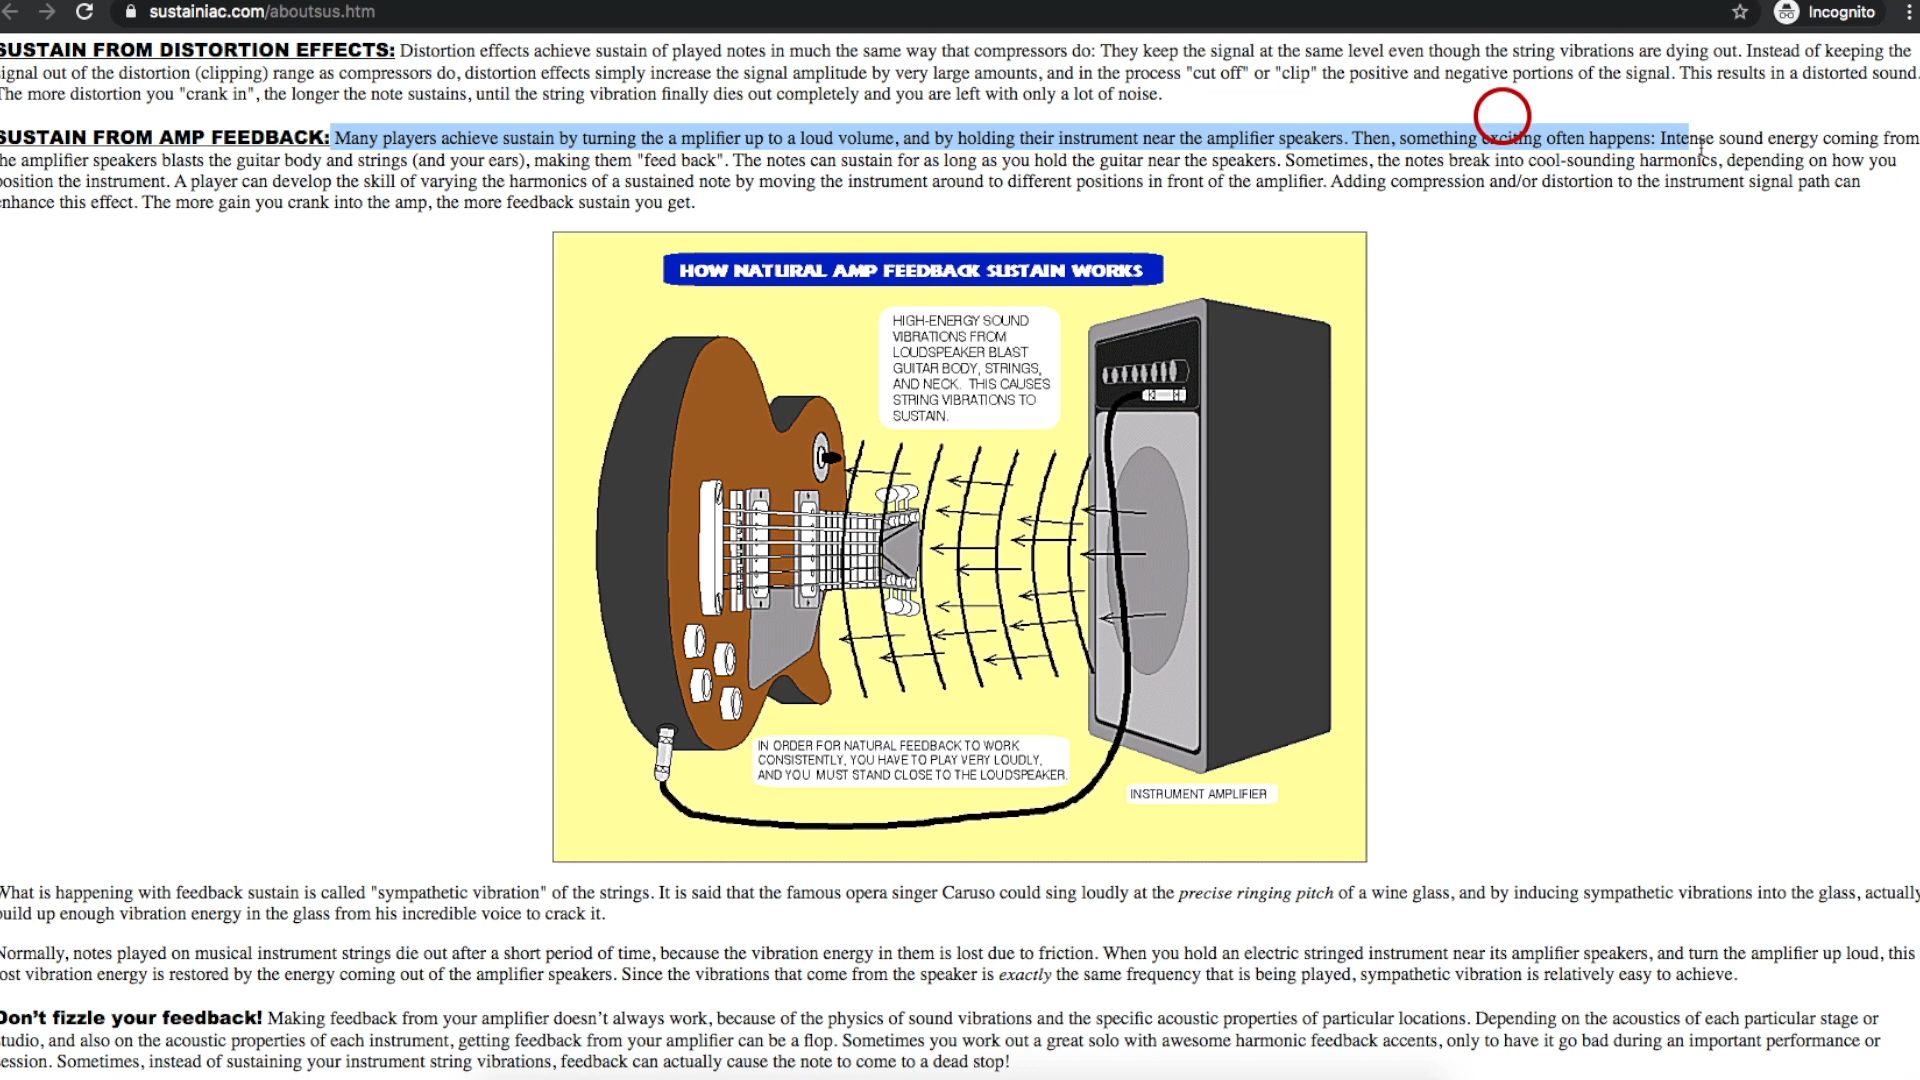 sustainiac.com/aboutsus.htm
Incognito
SUSTAIN FROM DISTORTION EFFECTS: Distortion effects achieve sustain of played notes in much the same way that compressors do: They keep the signal at the same level even though the string vibrations are dying out. Instead of keeping the
ignal out of the distortion (clipping) range as compressors do, distortion effects simply increase the signal amplitude by very large amounts, and in the process "cut off" or "clip" the positive and negative portions of the signal. This results in a distorted sound.
The more distortion you "crank in", the longer the note sustains, until the string vibration finally dies out completely and you are left with only a lot of noise.
SUSTAIN FROM AMP FEEDBACK: Many players achieve sustain by turning the a mplifier up to a loud volume, and by holding their instrument near the amplifier speakers. Then, something exciting often happens: Intense sound energy coming from
he amplifier speakers blasts the guitar body and strings (and your ears), making them "feed back". The notes can sustain for as long as you hold the guitar near the speakers. Sometimes, the notes break into cool-sounding harmonics, depending on how you
position the instrument. A player can develop the skill of varying the harmonics of a sustained note by moving the instrument around to different positions in front of the amplifier. Adding compression and/or distortion to the instrument signal path can
enhance this effect. The more gain you crank into the amp, the more feedback sustain you get.
HOW NATURAL AMP FEEDBACK SUSTAIN WORKS
HIGH-ENERGY SOUND
VIBRATIONS FROM
LOUDSPEAKER BLAST
GUITAR BODY, STRINGS,
AND NECK. THIS CAUSES
STRING VIBRATIONS TO
SUSTAIN.
IN ORDER FOR NATURAL FEEDBACK TO WORK
CONSISTENTLY, YOU HAVE TO PLAY VERY LOUDLY,
AND YOU MUST STAND CLOSE TO THE LOUDSPEAKER.
INSTRUMENT AMPLIFIER
What is happening with feedback sustain is called "sympathetic vibration" of the strings. It is said that the famous opera singer Caruso could sing loudly at the precise ringing pitch of a wine glass, and by inducing sympathetic vibrations into the glass, actually
build up enough vibration energy in the glass from his incredible voice to crack it.
Normally, notes played on musical instrument strings die out after a short period of time, because the vibration energy in them is lost due to friction. When you hold an electric stringed instrument near its amplifier speakers, and turn the amplifier up loud, this
ost vibration energy is restored by the energy coming out of the amplifier speakers. Since the vibrations that come from the speaker is exactly the same frequency that is being played, sympathetic vibration is relatively easy to achieve.
Don't fizzle your feedback! Making feedback from your amplifier doesn't always work, because of the physics of sound vibrations and the specific acoustic properties of particular locations. Depending on the acoustics of each particular stage or
tudio, and also on the acoustic properties of each instrument, getting feedback from your amplifier can be a flop. Sometimes you work out a great solo with awesome harmonic feedback accents, only to have it go bad during an important performance or
ession. Sometimes, instead of sustaining your instrument string vibrations, feedback can actually cause the note to come to a dead stop!